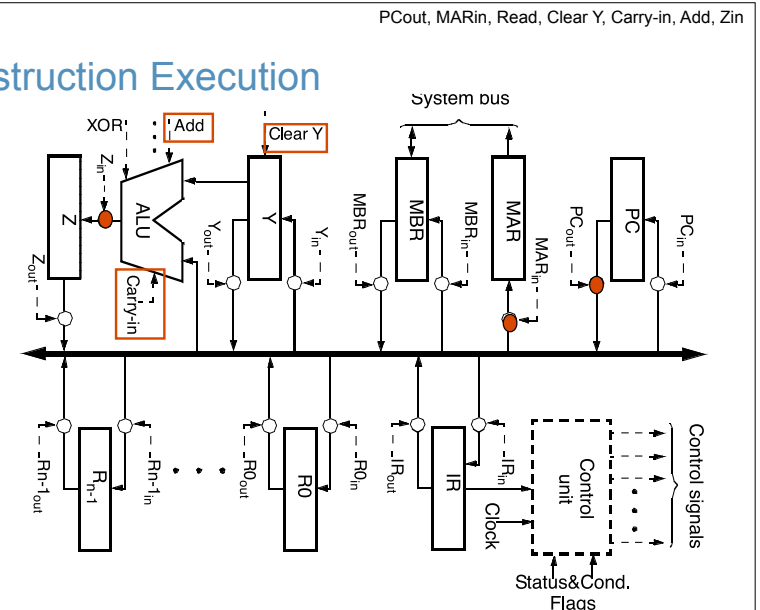 PCout, MARin, Read, Clear Y, Carry-in, Add, Zin
struction Execution
System bus
XOR
Add
Clear Y
Zin
Z
ALU
Y
MBR
MAR
PC
Zout
Carry-in
Yout
Yin
MBRout
MBRin
MARin
PCout
PCin
Rn-1out
Rn-1
Rn-1in
R0out
R0
R0in
IRout
IR
IRin
Clock
Control
unit
Control signals
Status&Cond.
Flags